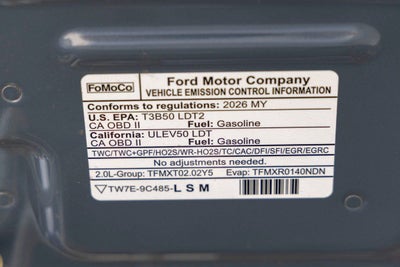 FoMoCo
Ford Motor Company
VEHICLE EMISSION CONTROL INFORMATION
Conforms to regulations: 2026 MY
U.S. EPA: T3B50 LDT2
CA OBD II Fuel: Gasoline
California: ULEV50 LDT
CA OBD II Fuel: Gasoline
TWC/TWC+GPF/HO2S/WR-HO2S/TC/CAC/DFI/SFI/EGR/EGRC
No adjustments needed.
2.0L-Group: TFMXT02.02Y5 Evap: TFMXR0140NDN
TW7E-9C485-LSM